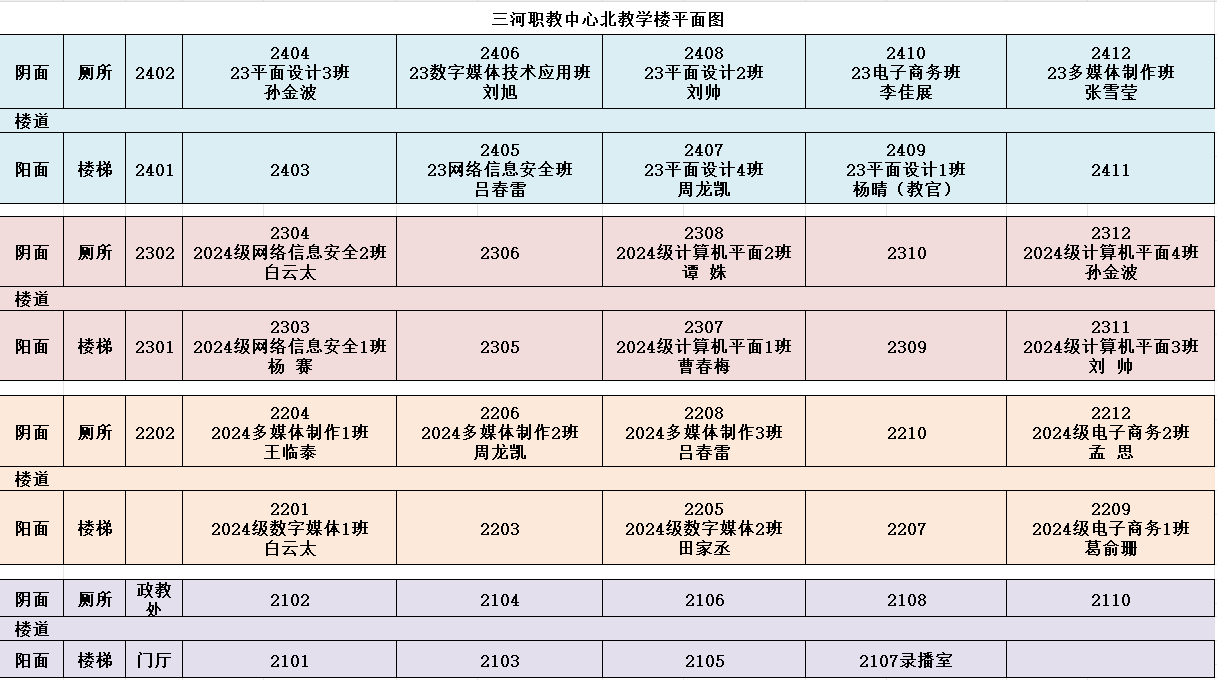 三河职教中心北教学楼平面图
阴面
厕所
2402
2404
23平面设计3班
孙金波
2406
23数字媒体技术应用班
刘旭
2408
23平面设计2班
刘帅
2410
23电子商务班
李佳展
2412
23多媒体制作班
张雪莹
楼道
阳面
楼梯
2401
2403
2405
23网络信息安全班
吕春雷
2407
23平面设计4班
周龙凯
2409
23平面设计1班
杨晴（教官）
2411
阴面
厕所
2302
2304
2024级网络信息安全2班
白云太
2306
2308
2024级计算机平面2班
谭 姝
2310
2312
2024级计算机平面4班
孙金波
楼道
阳面
楼梯
2301
2303
2024级网络信息安全1班
杨 赛
2305
2307
2024级计算机平面1班
曹春梅
2309
2311
2024级计算机平面3班
刘 帅
阴面
厕所
2202
2204
2024多媒体制作1班
王临泰
2206
2024多媒体制作2班
周龙凯
2208
2024多媒体制作3班
吕春雷
2210
2212
2024级电子商务2班
孟 思
楼道
阳面
楼梯
2201
2024级数字媒体1班
白云太
2203
2205
2024级数字媒体2班
田家丞
2207
2209
2024级电子商务1班
葛俞珊
阴面
厕所
政教
处
2102
2104
2106
2108
2110
楼道
阳面
楼梯
门厅
2101
2103
2105
2107录播室